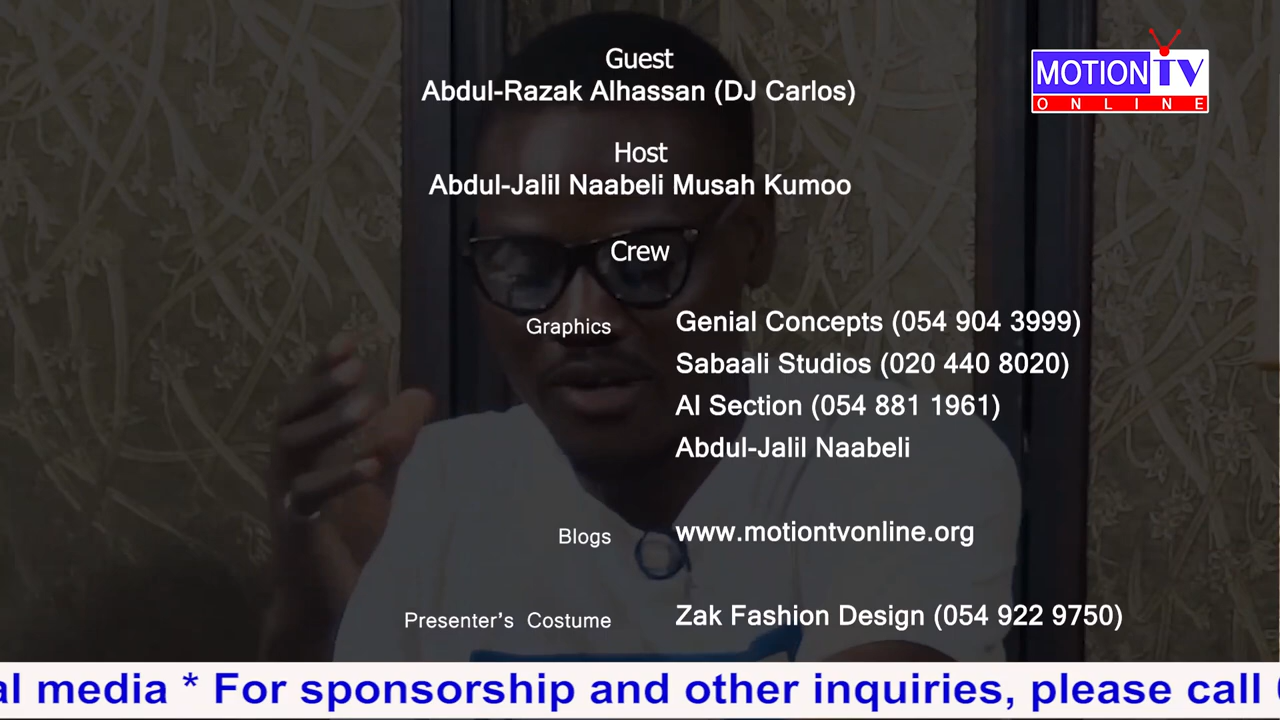 Guest
Abdul-Razak Alhassan (DJ Carlos)
MOTION TV
ONLINE
Host
Abdul-Jalil Naabeli Musah Kumoo
Crew
Graphics Genial Concepts (054 904 3999)
Sabaali Studios (020 440 8020)
AI Section (054 881 1961)
Abdul-Jalil Naabeli
Blogs www.motiontvonline.org
Presenter's Costume Zak Fashion Design (054 922 9750)
al media * For sponsorship and other inquiries, please call